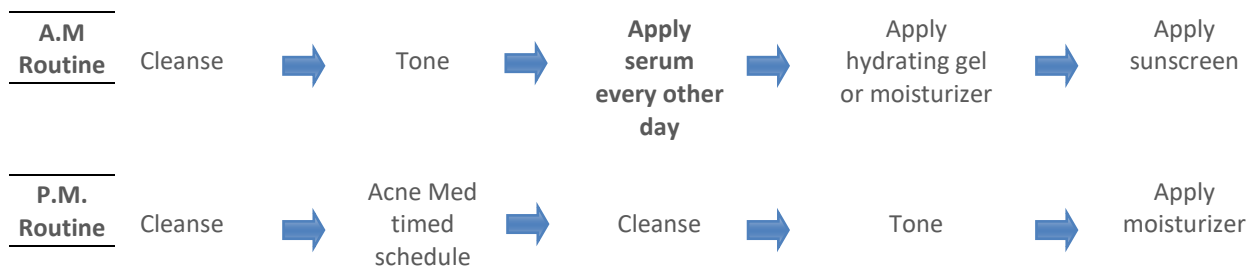 A.M
Routine
Cleanse
Tone
Apply
serum
every other
day
Apply
hydrating gel
or moisturizer
Apply
sunscreen
P.M.
Routine
Cleanse
Acne Med
timed
schedule
Cleanse
Tone
Apply
moisturizer